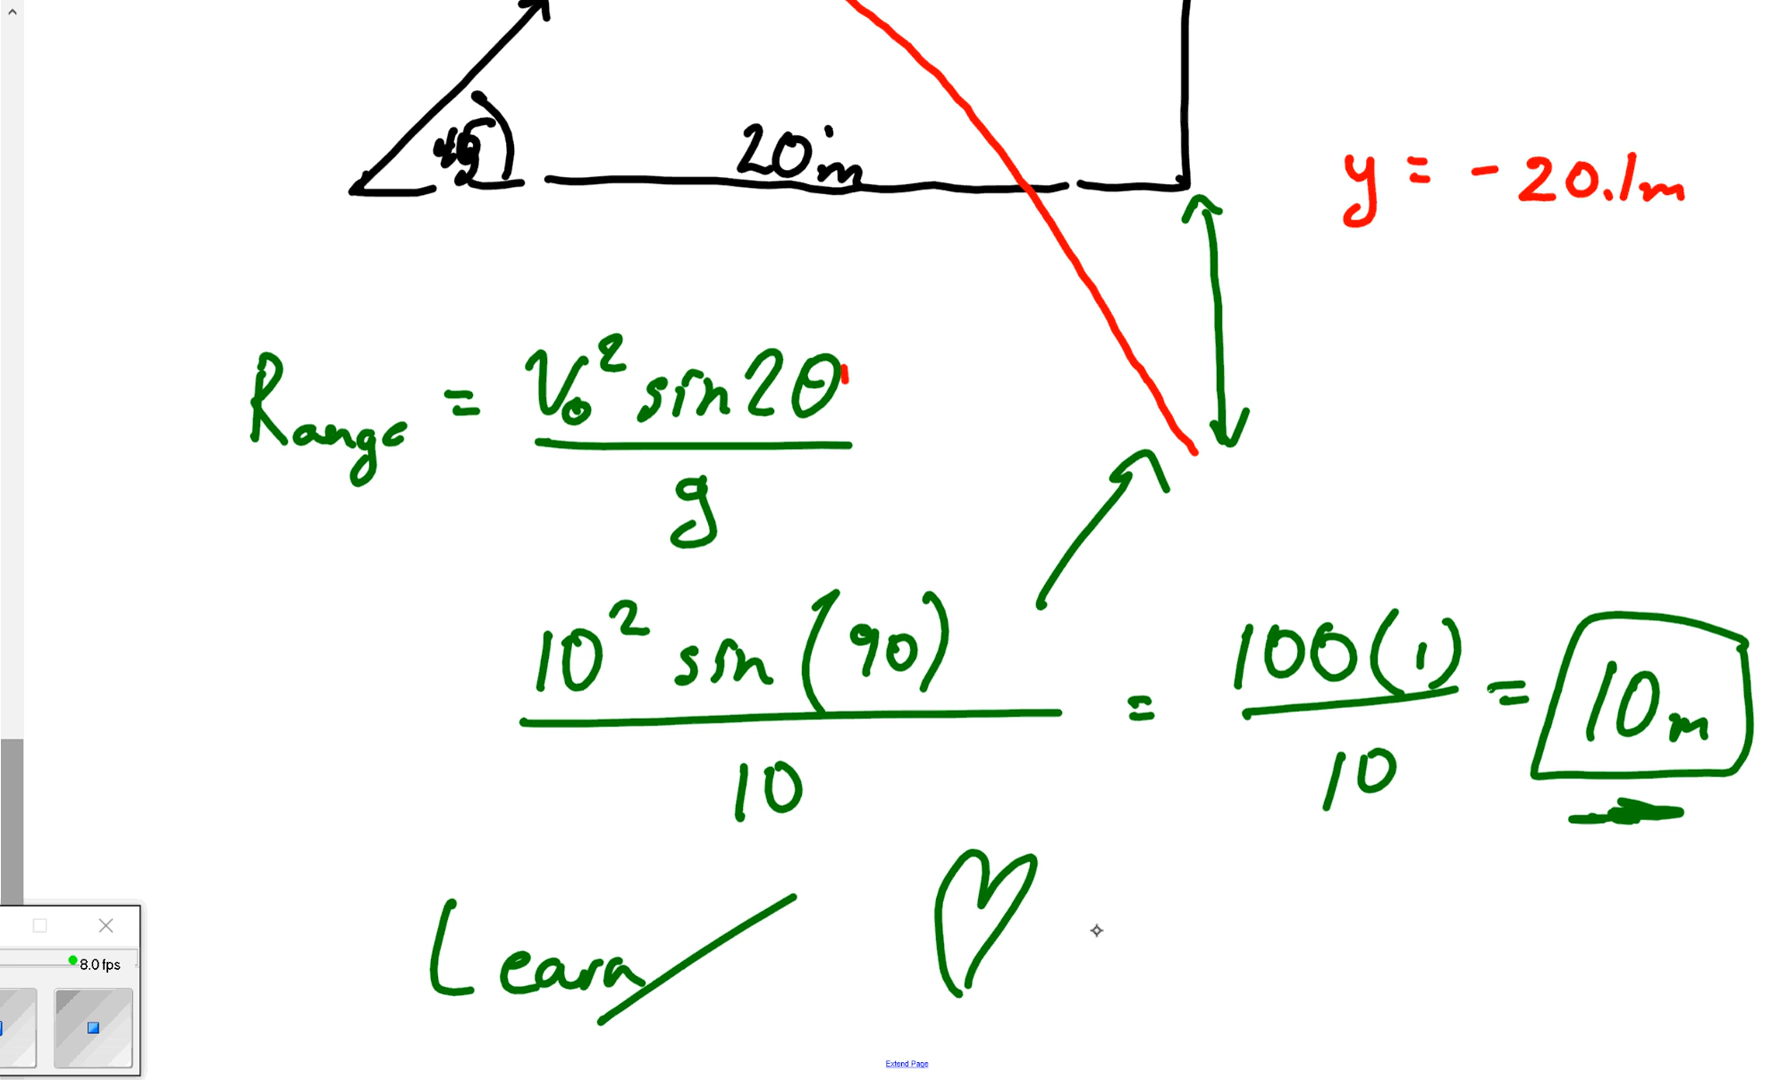 45
20m
y = - 20.1m
Range = V₀² sin2θ
g
10² sin (90) = 100(1) = 10m
10 10
Learn
8.0 fps
Extend Page